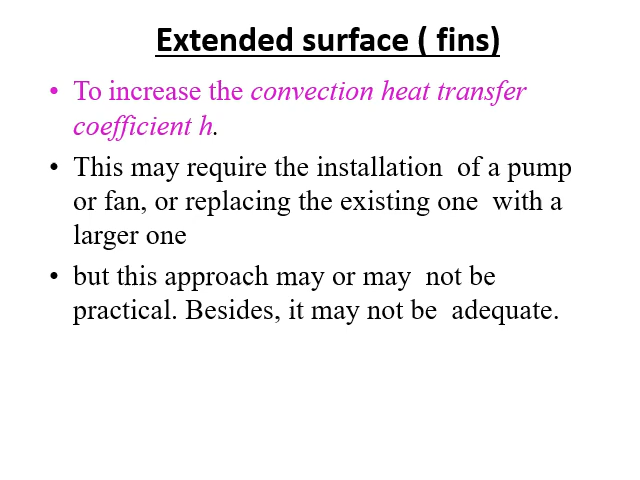 Extended surface ( fins)
• To increase the convection heat transfer
coefficient h.
• This may require the installation  of a pump
or fan, or replacing the existing one  with a
larger one
• but this approach may or may  not be
practical. Besides, it may not be  adequate.